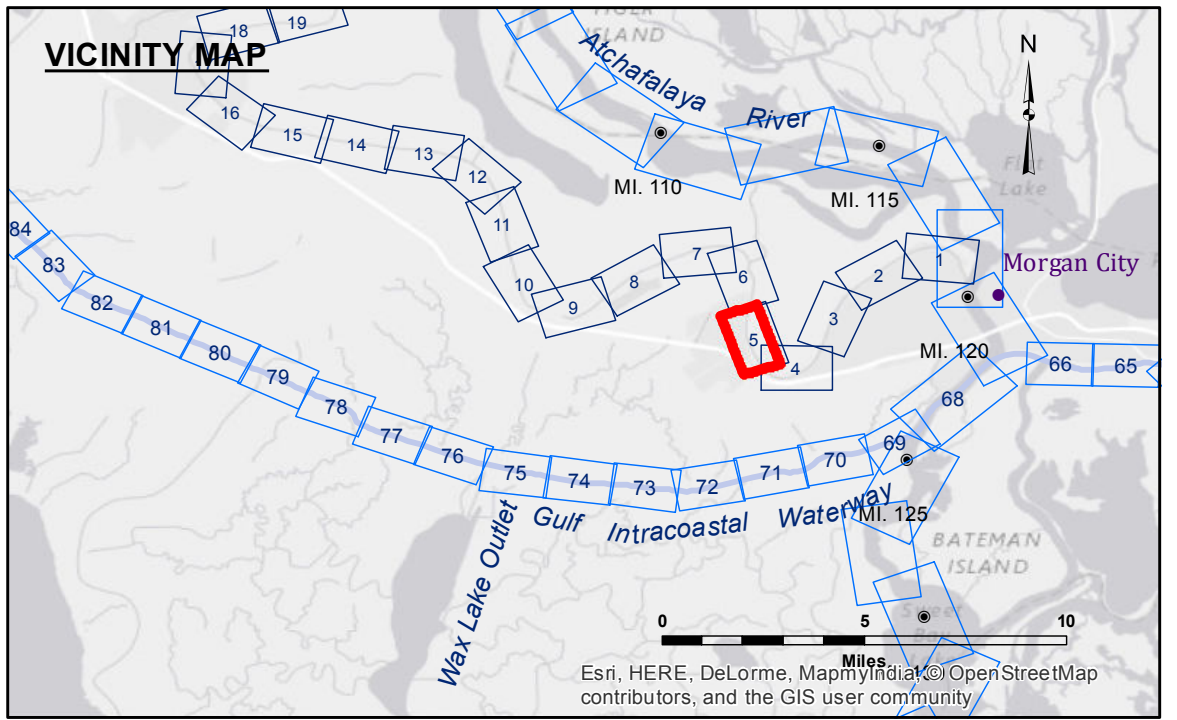 18
19
TIGER
ISLAND
VICINITY MAP
N
Atchafalaya
River
16
15
14
13
12
MI. 110
MI. 115
Flat
Lake
11
84
83
7
6
1
Morgan City
2
10
8
9
82
3
81
5
MI. 120
80
4
66
65
79
68
78
77
69
76
70
75
74
73
72
71
Gulf
Intracoastal
Waterway
MI. 125
Wax Lake Outlet
BATEMAN
ISLAND
Sweet
Bay
Lake
0
5
10
Miles
Esri, HERE, DeLorme, MapmyIndia, © OpenStreetMap
contributors, and the GIS user community